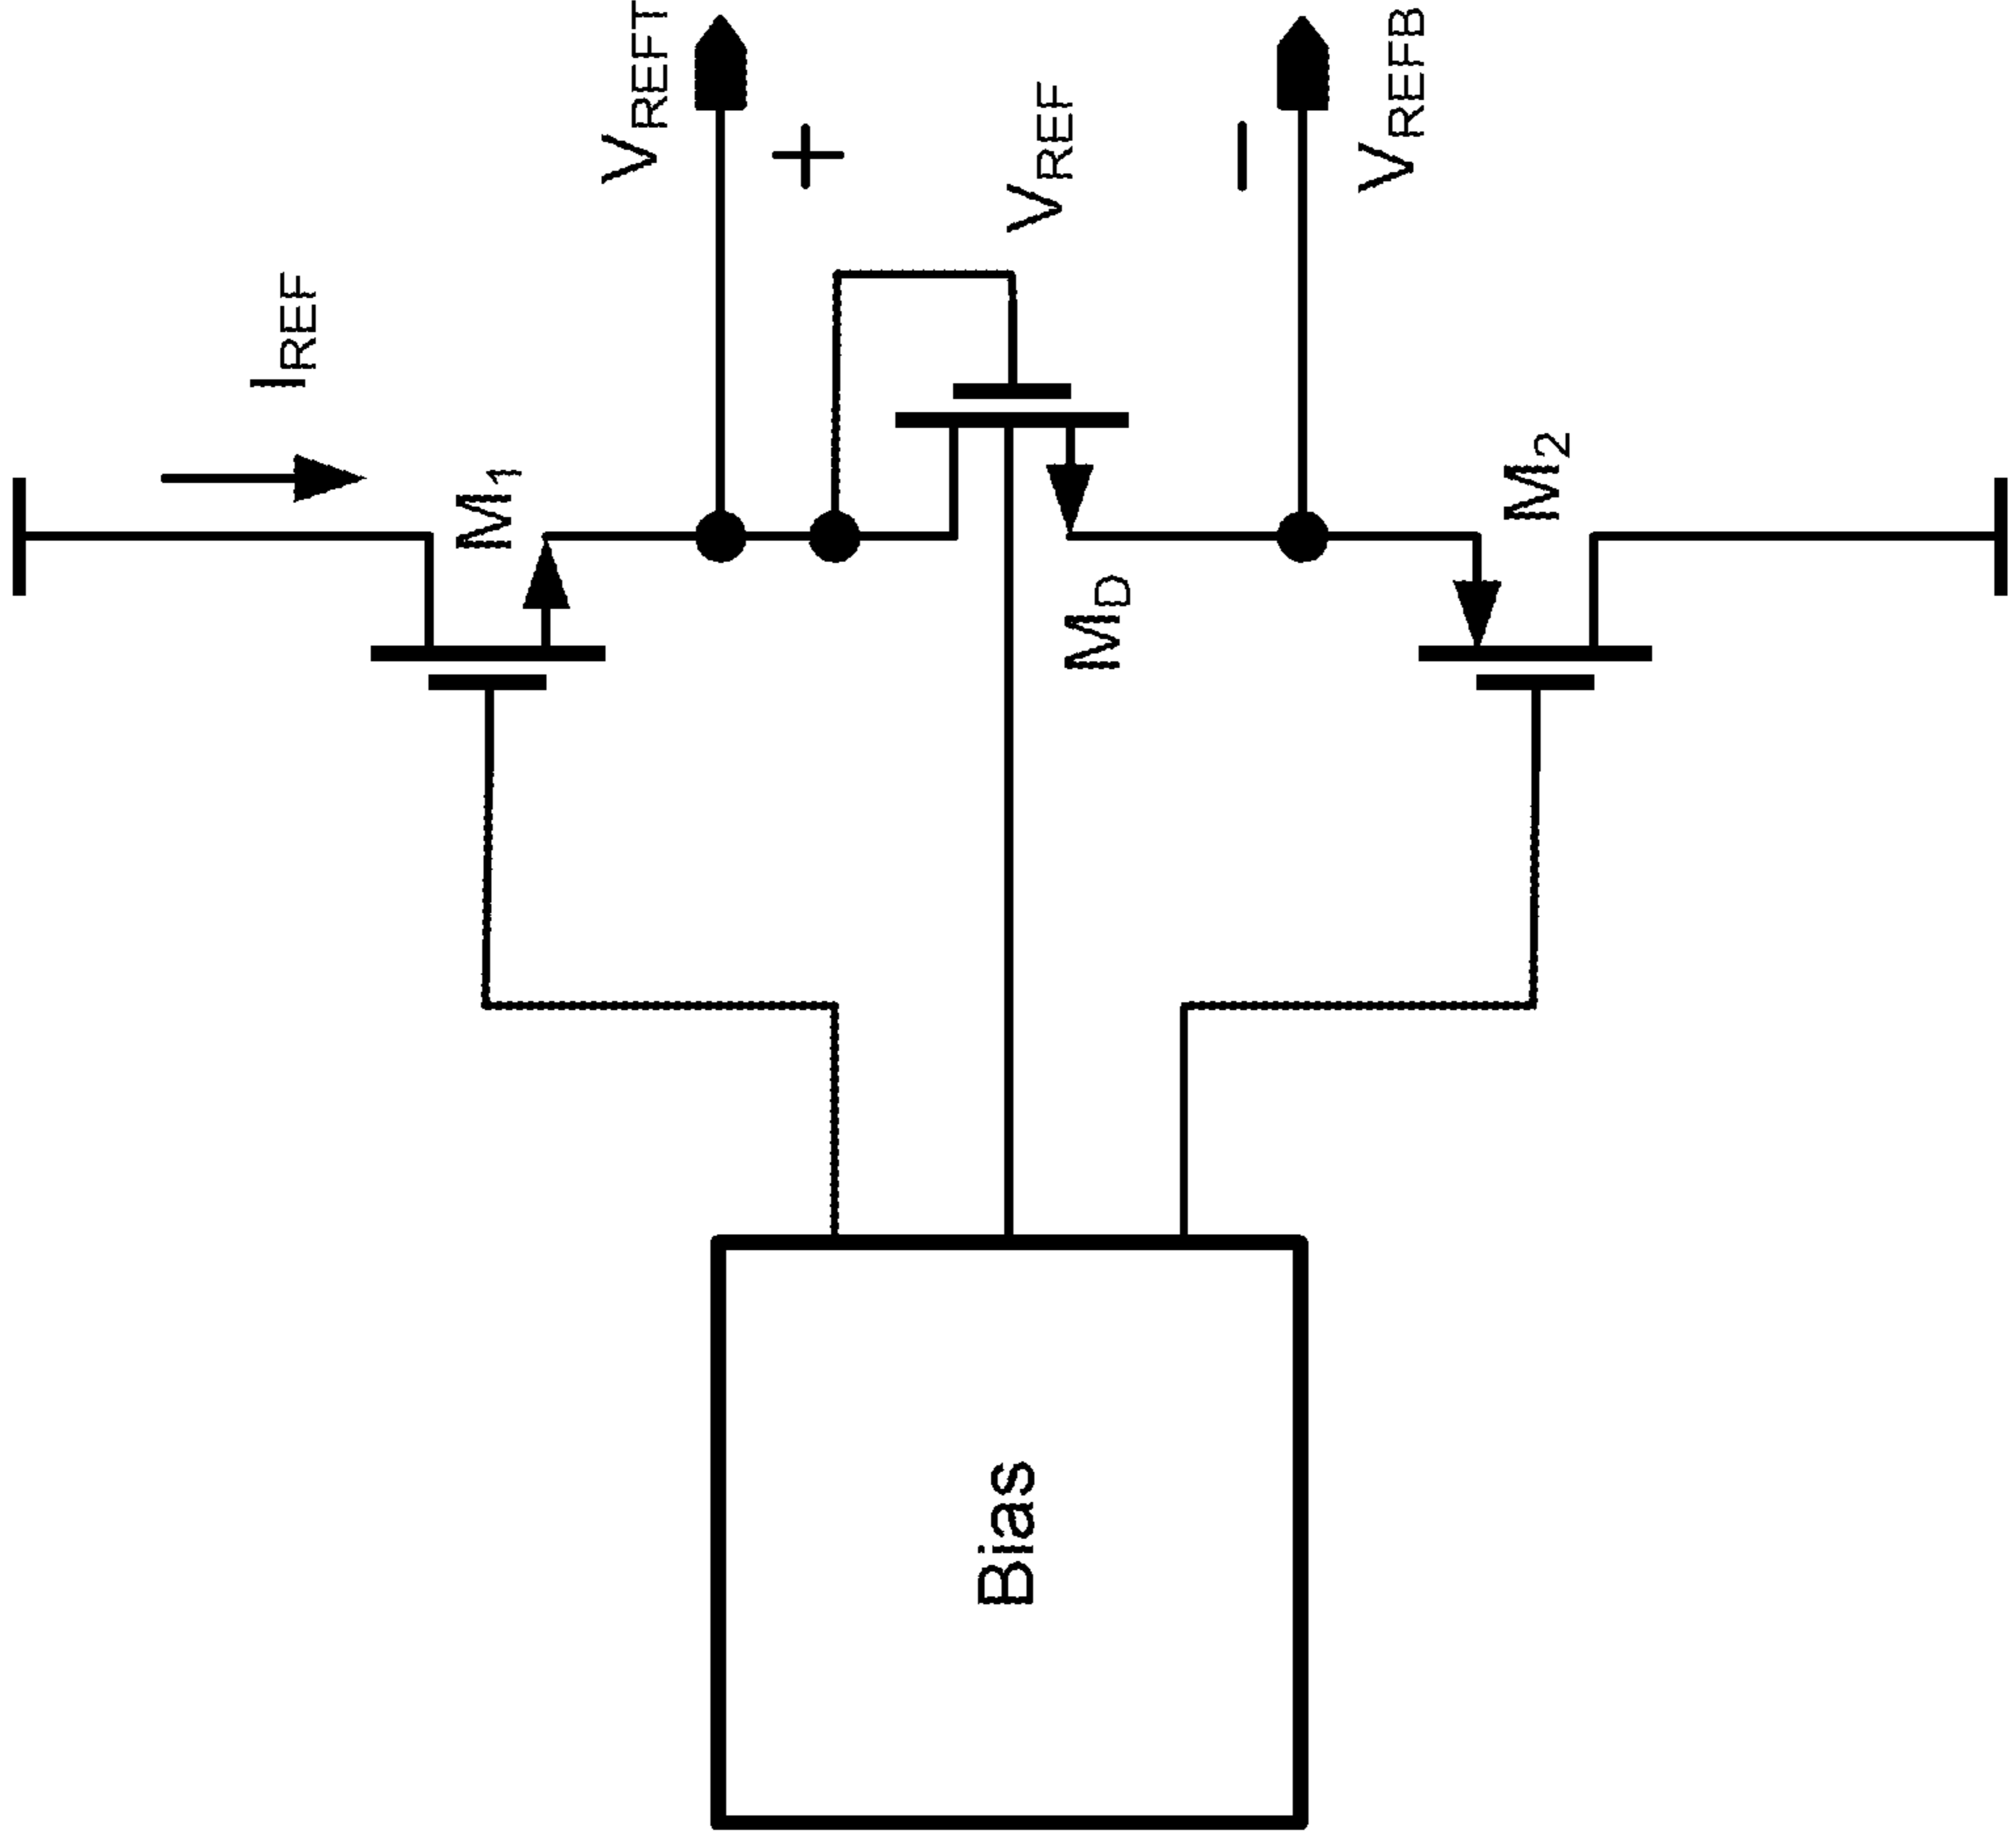 I_REF
M_1
V_REFT
+
V_REF
−
V_REFB
M_D
M_2
Bias